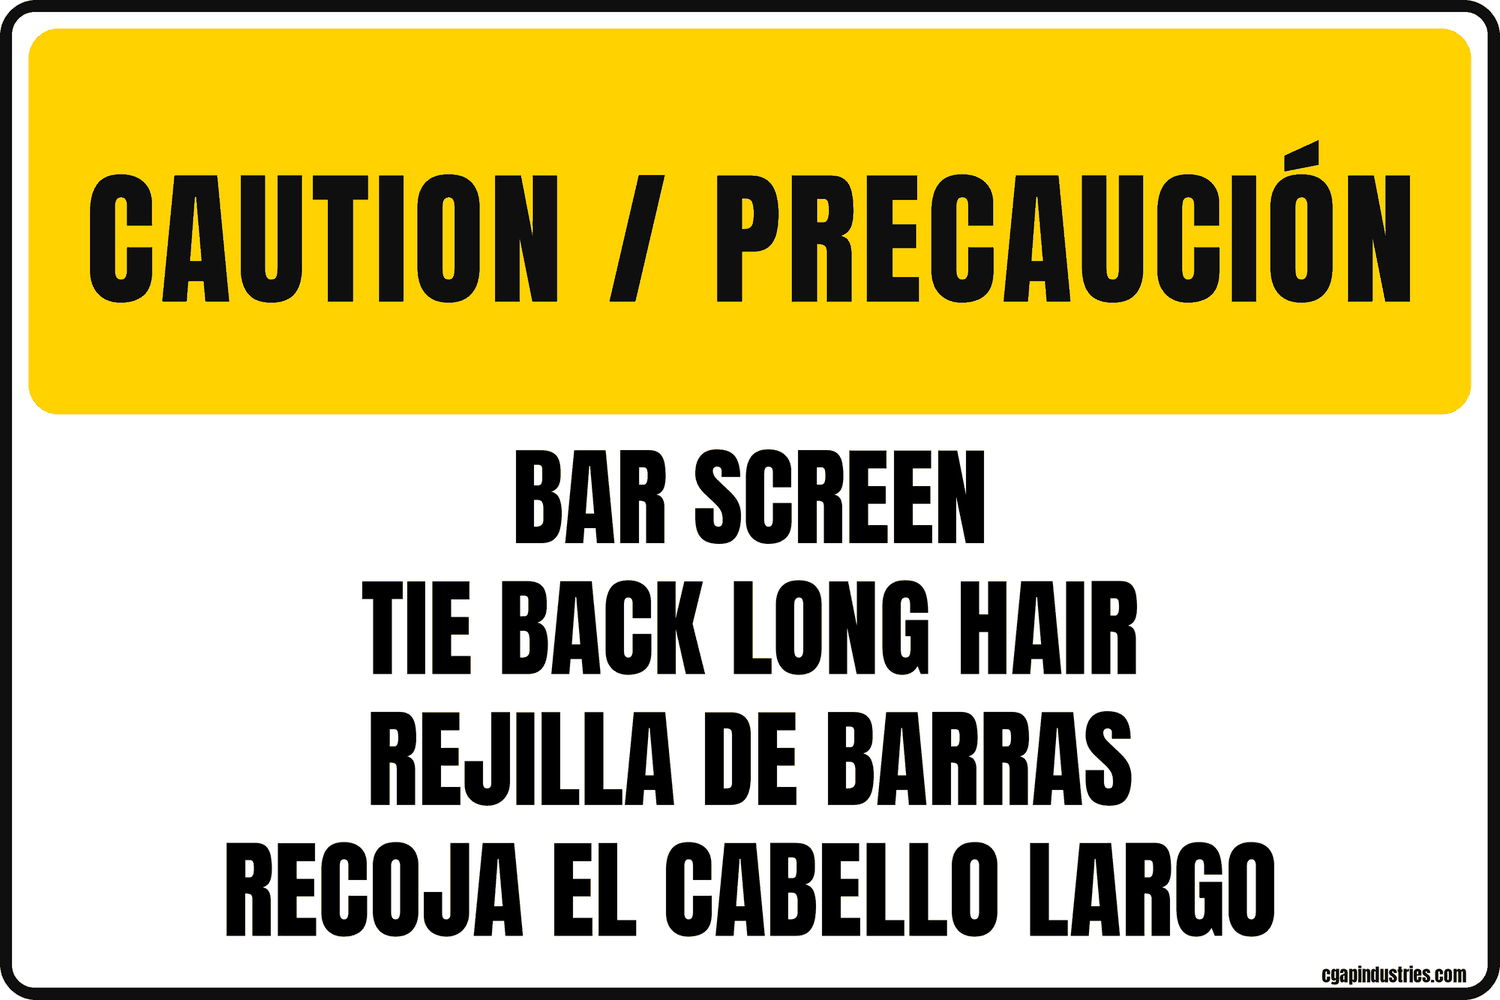 CAUTION / PRECAUCIÓN
BAR SCREEN
TIE BACK LONG HAIR
REJILLA DE BARRAS
RECOJA EL CABELLO LARGO
cgapindustries.com